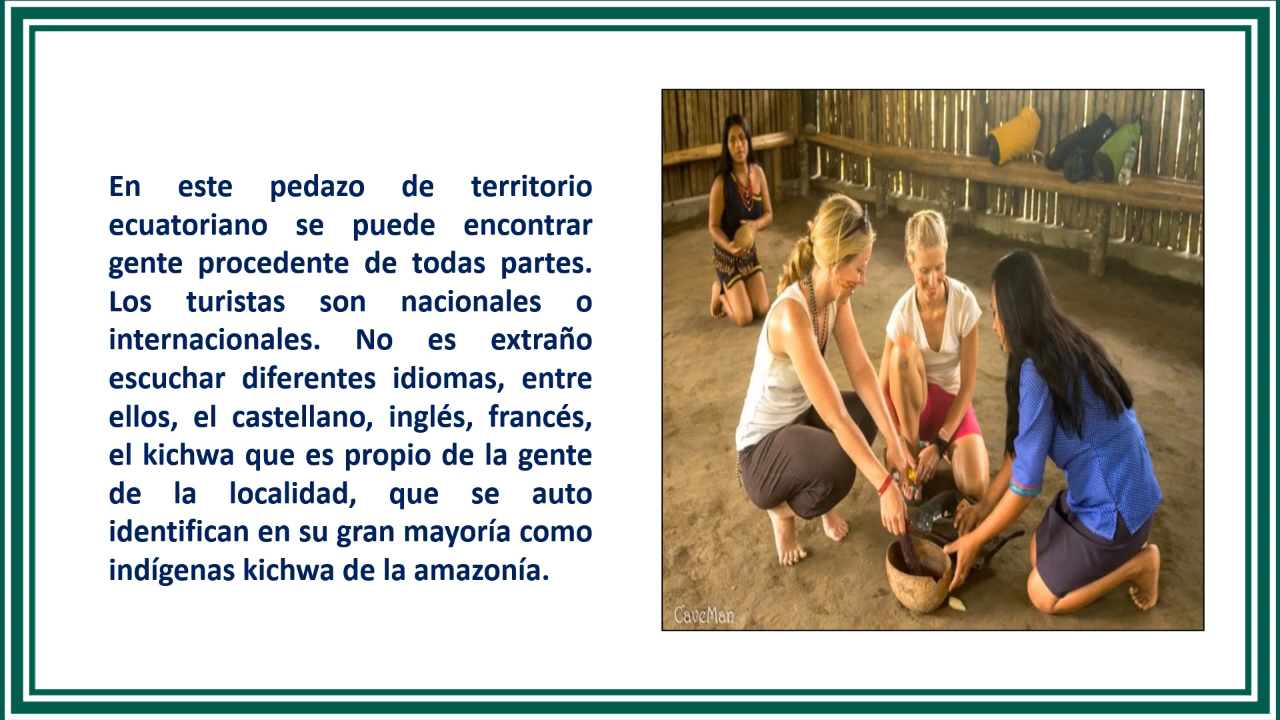 En este pedazo de territorio
ecuatoriano se puede encontrar
gente procedente de todas partes.
Los turistas son nacionales o
internacionales. No es extraño
escuchar diferentes idiomas, entre
ellos, el castellano, inglés, francés,
el kichwa que es propio de la gente
de la localidad, que se auto
identifican en su gran mayoría como
indígenas kichwa de la amazonía.
CaveMan